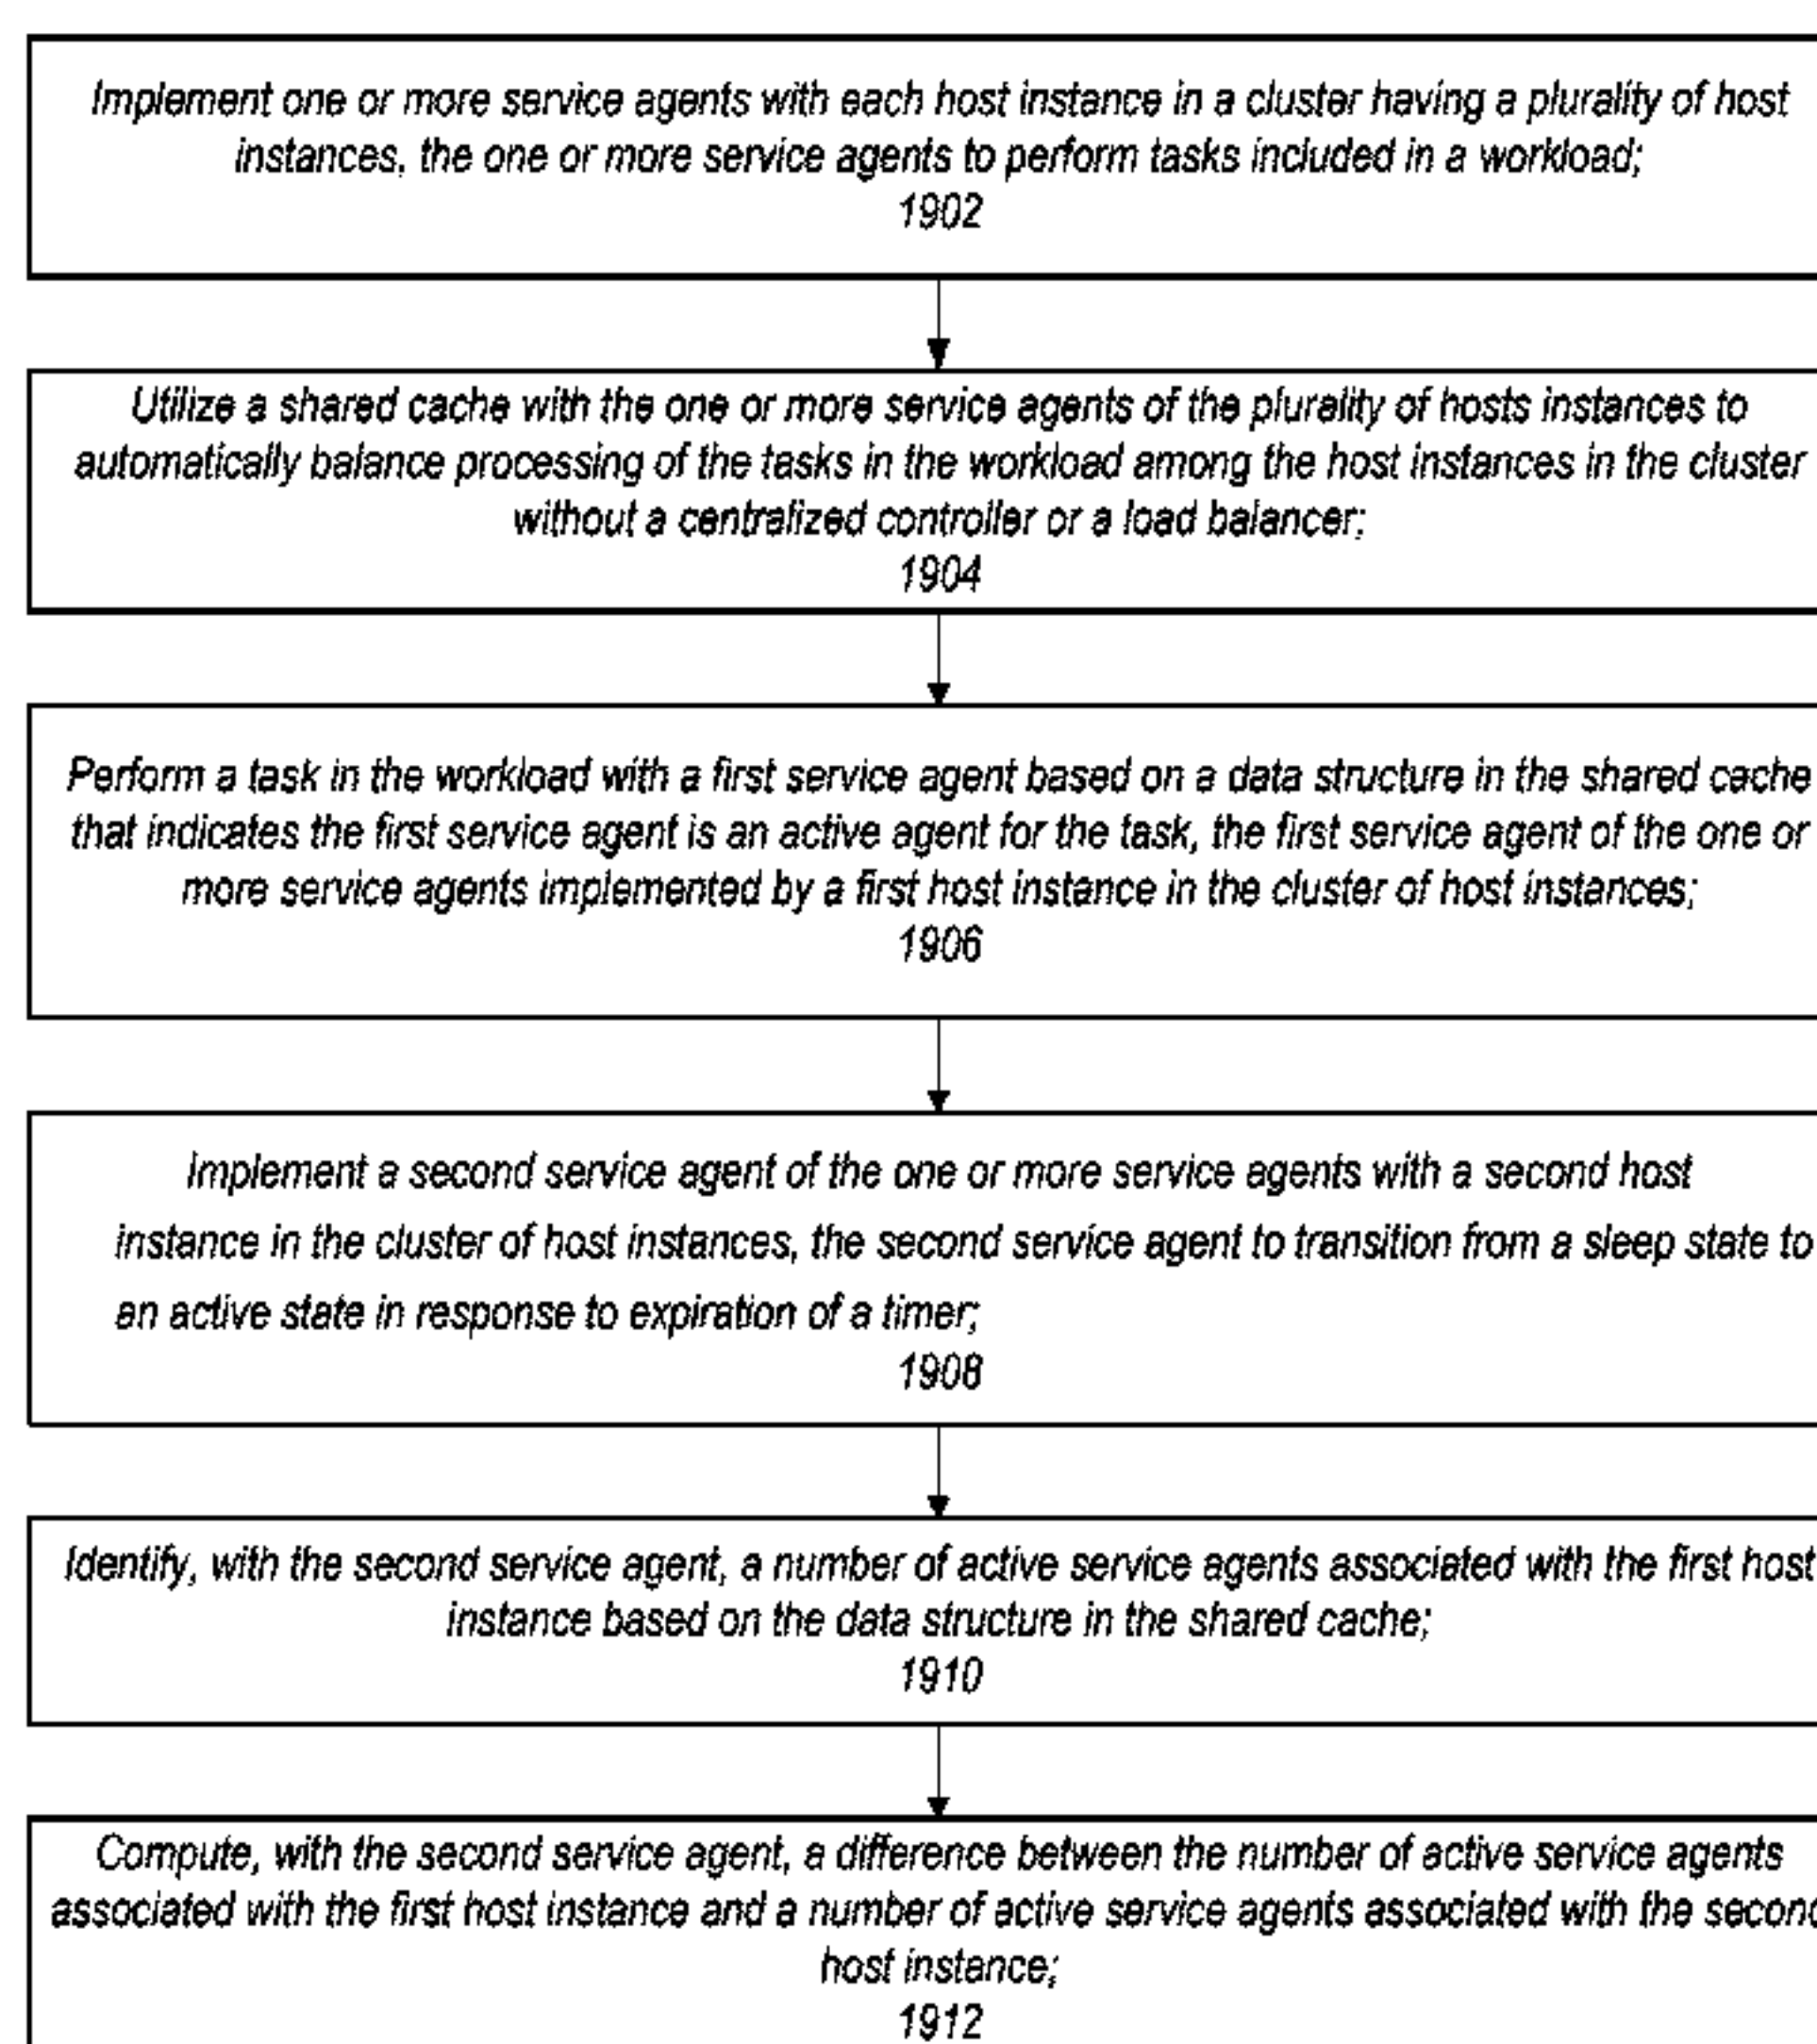 Implement one or more service agents with each host instance in a cluster having a plurality of host
instances, the one or more service agents to perform tasks included in a workload;
1902
Utilize a shared cache with the one or more service agents of the plurality of hosts instances to
automatically balance processing of the tasks in the workload among the host instances in the cluster
without a centralized controller or a load balancer;
1904
Perform a task in the workload with a first service agent based on a data structure in the shared cache
that indicates the first service agent is an active agent for the task, the first service agent of the one or
more service agents implemented by a first host instance in the cluster of host instances;
1906
Implement a second service agent of the one or more service agents with a second host
instance in the cluster of host instances, the second service agent to transition from a sleep state to
an active state in response to expiration of a timer;
1908
Identify, with the second service agent, a number of active service agents associated with the first host
instance based on the data structure in the shared cache;
1910
Compute, with the second service agent, a difference between the number of active service agents
associated with the first host instance and a number of active service agents associated with the second
host instance;
1912